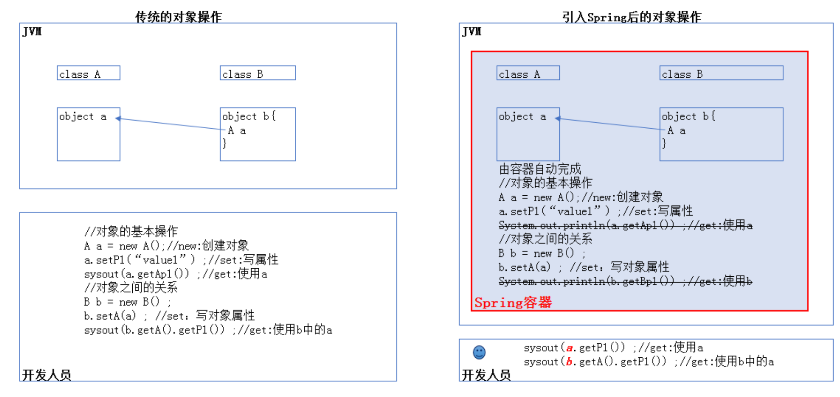 传统的对象操作
JVM
class A
class B
object a
object b{
A a
}
//对象的基本操作
A a = new A();//new:创建对象
a.setP1(“value1”) ;//set:写属性
sysout(a.getAp1()) ;//get:使用a
//对象之间的关系
B b = new B() ;
b.setA(a) ; //set: 写对象属性
sysout(b.getA().getP1()) ;//get:使用b中的a
开发人员
引入Spring后的对象操作
JVM
class A
class B
object a
object b{
A a
}
由容器自动完成
//对象的基本操作
A a = new A();//new:创建对象
a.setP1(“value1”) ;//set:写属性
System.out.println(a.getAp1()) ;//get:使用a
//对象之间的关系
B b = new B() ;
b.setA(a) ; //set: 写对象属性
System.out.println(b.getBp1()) ;//get:使用b
Spring容器
sysout(a.getP1()) ;//get:使用a
sysout(b.getA().getP1()) ;//get:使用b中的a
开发人员